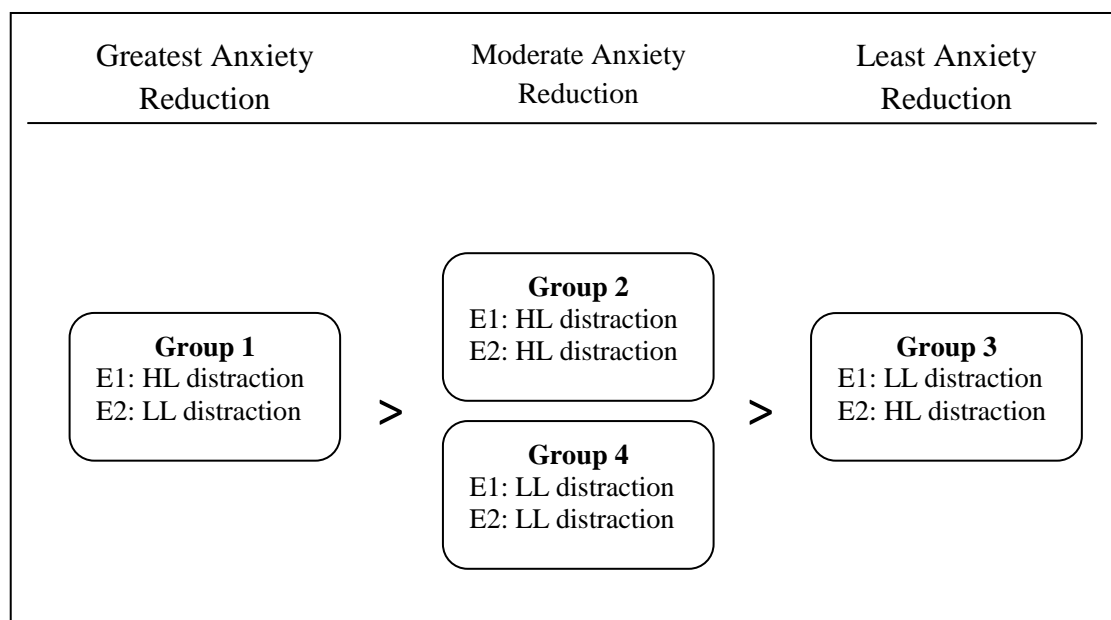 Greatest Anxiety
Reduction
Moderate Anxiety
Reduction
Least Anxiety
Reduction
Group 1
E1: HL distraction
E2: LL distraction
>
Group 2
E1: HL distraction
E2: HL distraction
Group 4
E1: LL distraction
E2: LL distraction
>
Group 3
E1: LL distraction
E2: HL distraction